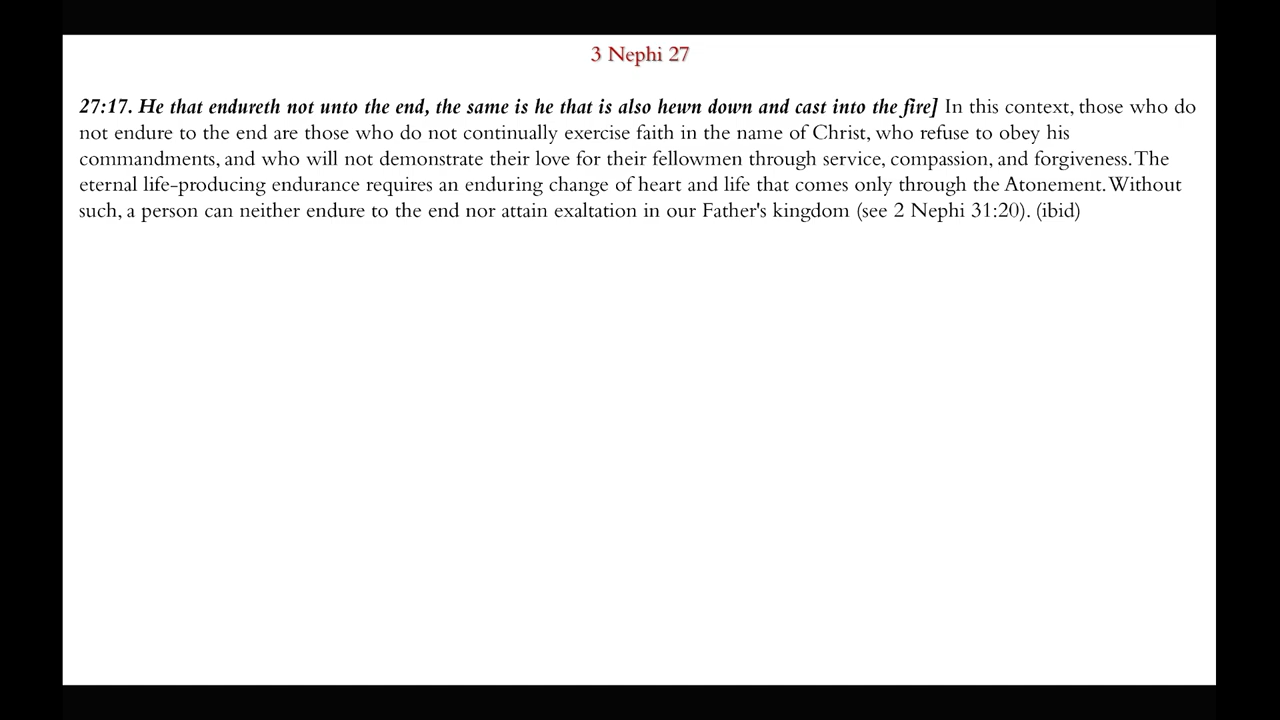 3 Nephi 27
27:17. He that endureth not unto the end, the same is he that is also hewn down and cast into the fire] In this context, those who do
not endure to the end are those who do not continually exercise faith in the name of Christ, who refuse to obey his
commandments, and who will not demonstrate their love for their fellowmen through service, compassion, and forgiveness. The
eternal life-producing endurance requires an enduring change of heart and life that comes only through the Atonement. Without
such, a person can neither endure to the end nor attain exaltation in our Father's kingdom (see 2 Nephi 31:20). (ibid)